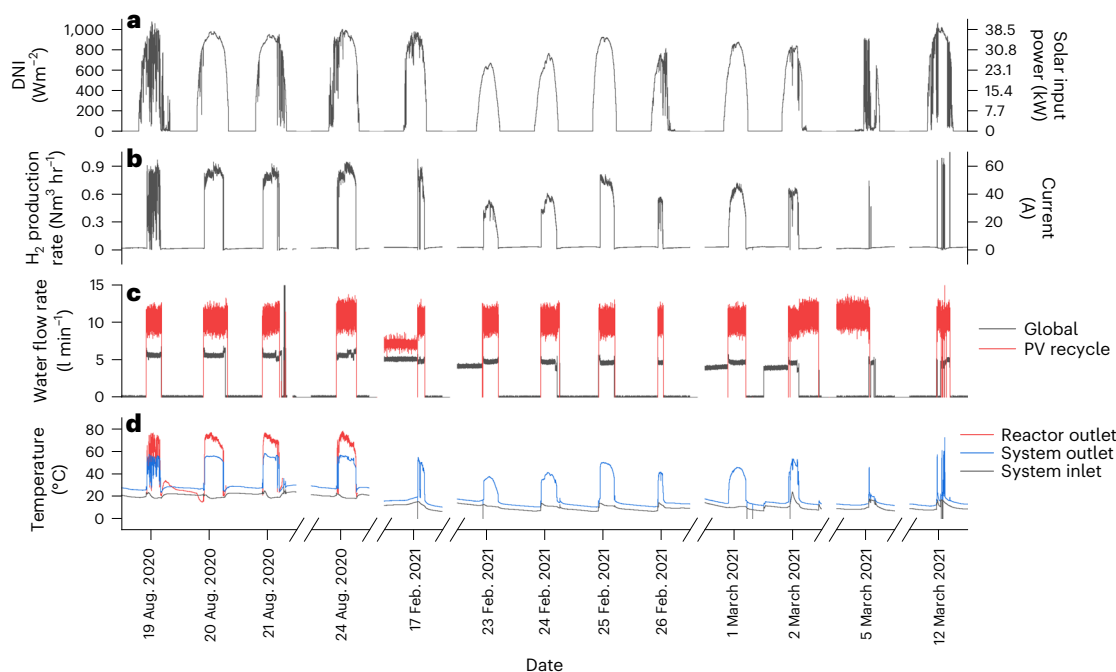 a
DNI
(Wm−2)
1,000
800
600
400
200
0
38.5
30.8
23.1
15.4
7.7
0
Solar input
power (kW)
b
H2 production
rate (Nm3 hr−1)
0.9
0.6
0.3
0
60
40
20
0
Current
(A)
c
Water flow rate
(l min−1)
15
10
5
0
Global
PV recycle
d
Temperature
(°C)
80
60
40
20
0
Reactor outlet
System outlet
System inlet
19 Aug. 2020
20 Aug. 2020
21 Aug. 2020
24 Aug. 2020
17 Feb. 2021
23 Feb. 2021
24 Feb. 2021
25 Feb. 2021
26 Feb. 2021
1 March 2021
2 March 2021
5 March 2021
12 March 2021
Date